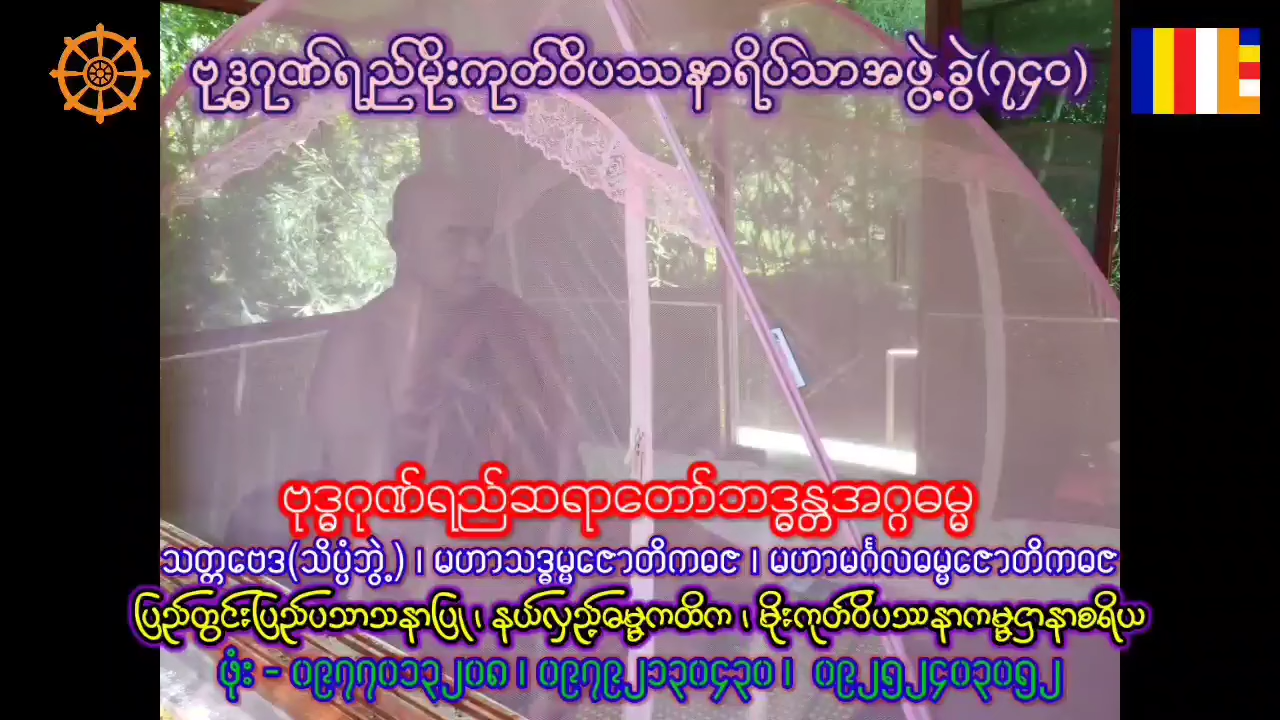 ဗုဒ္ဓဂုဏ်ရည်မိုးကုတ်ဝိပဿနာရိပ်သာအဖွဲ့ခွဲ(၇၄၀)
ဗုဒ္ဓဂုဏ်ရည်ဆရာတော်ဘဒ္ဒန္တအဂ္ဂဓမ္မ
သတ္တဗေဒ(သိပ္ပံဘွဲ့) ၊ မဟာသဒ္ဓမ္မဇောတိကဓဇ ၊ မဟာမင်္ဂလဓမ္မဇောတိကဓဇ
ပြည်တွင်းပြည်ပသာသနာပြု ၊ နယ်လှည့်ဓမ္မကထိက ၊ မိုးကုတ်ဝိပဿနာကမ္မဋ္ဌာနာစရိယ
ဖုံး - ၀၉၇၇၀၁၃၂၀၈ ၊ ၀၉၇၉၂၁၃၀၄၃၀ ၊ ၀၉၂၅၂၄၀၃၀၅၂